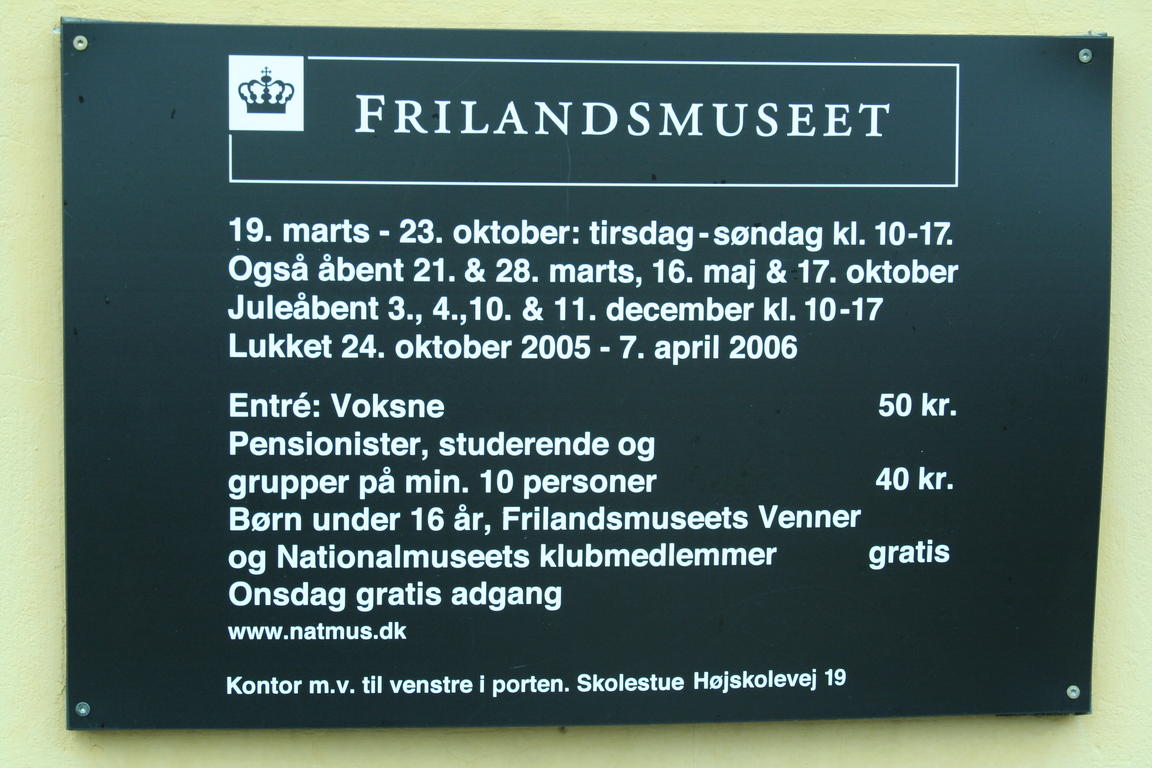 FRILANDSMUSEET
19. marts - 23. oktober: tirsdag - søndag kl. 10-17.
Også åbent 21. & 28. marts, 16. maj & 17. oktober
Juleåbent 3., 4.,10. & 11. december kl. 10-17
Lukket 24. oktober 2005 - 7. april 2006
Entré: Voksne 50 kr.
Pensionister, studerende og
grupper på min. 10 personer 40 kr.
Børn under 16 år, Frilandsmuseets Venner
og Nationalmuseets klubmedlemmer gratis
Onsdag gratis adgang
www.natmus.dk
Kontor m.v. til venstre i porten. Skolestue Højskolevej 19